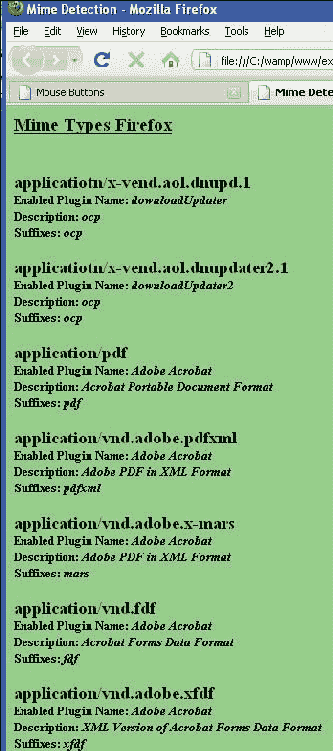 Mime Detection - Mozilla Firefox
File Edit View History Bookmarks Tools Help
file:///C:/wamp/www/ex
Mouse Buttons Mime Dete
Mime Types Firefox
applicatiotn/x-vend.aol.dnupd.1
Enabled Plugin Name: dowloadUpdater
Description: ocp
Suffixes: ocp
applicatiotn/x-vend.aol.dnupdater2.1
Enabled Plugin Name: downloadUpdater2
Description: ocp
Suffixes: ocp
application/pdf
Enabled Plugin Name: Adobe Acrobat
Description: Acrobat Portable Document Format
Suffixes: pdf
application/vnd.adobe.pdfxml
Enabled Plugin Name: Adobe Acrobat
Description: Adobe PDF in XML Format
Suffixes: pdfxml
application/vnd.adobe.x-mars
Enabled Plugin Name: Adobe Acrobat
Description: Adobe PDF in XML Format
Suffixes: mars
application/vnd.fdf
Enabled Plugin Name: Adobe Acrobat
Description: Acrobat Forms Data Format
Suffixes: fdf
application/vnd.adobe.xfdf
Enabled Plugin Name: Adobe Acrobat
Description: XML Version of Acrobat Forms Data Format
Suffixes: xfdf